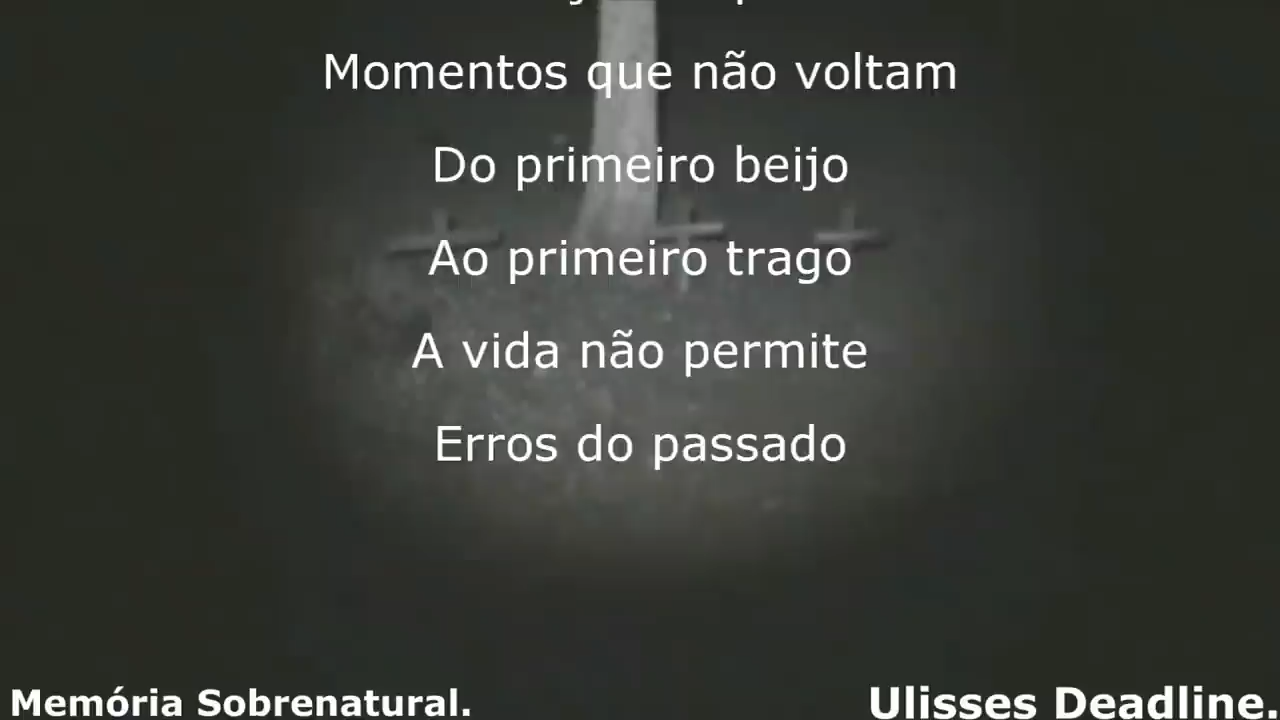 Momentos que não voltam
Do primeiro beijo
Ao primeiro trago
A vida não permite
Erros do passado
Memória Sobrenatural.
Ulisses Deadline.